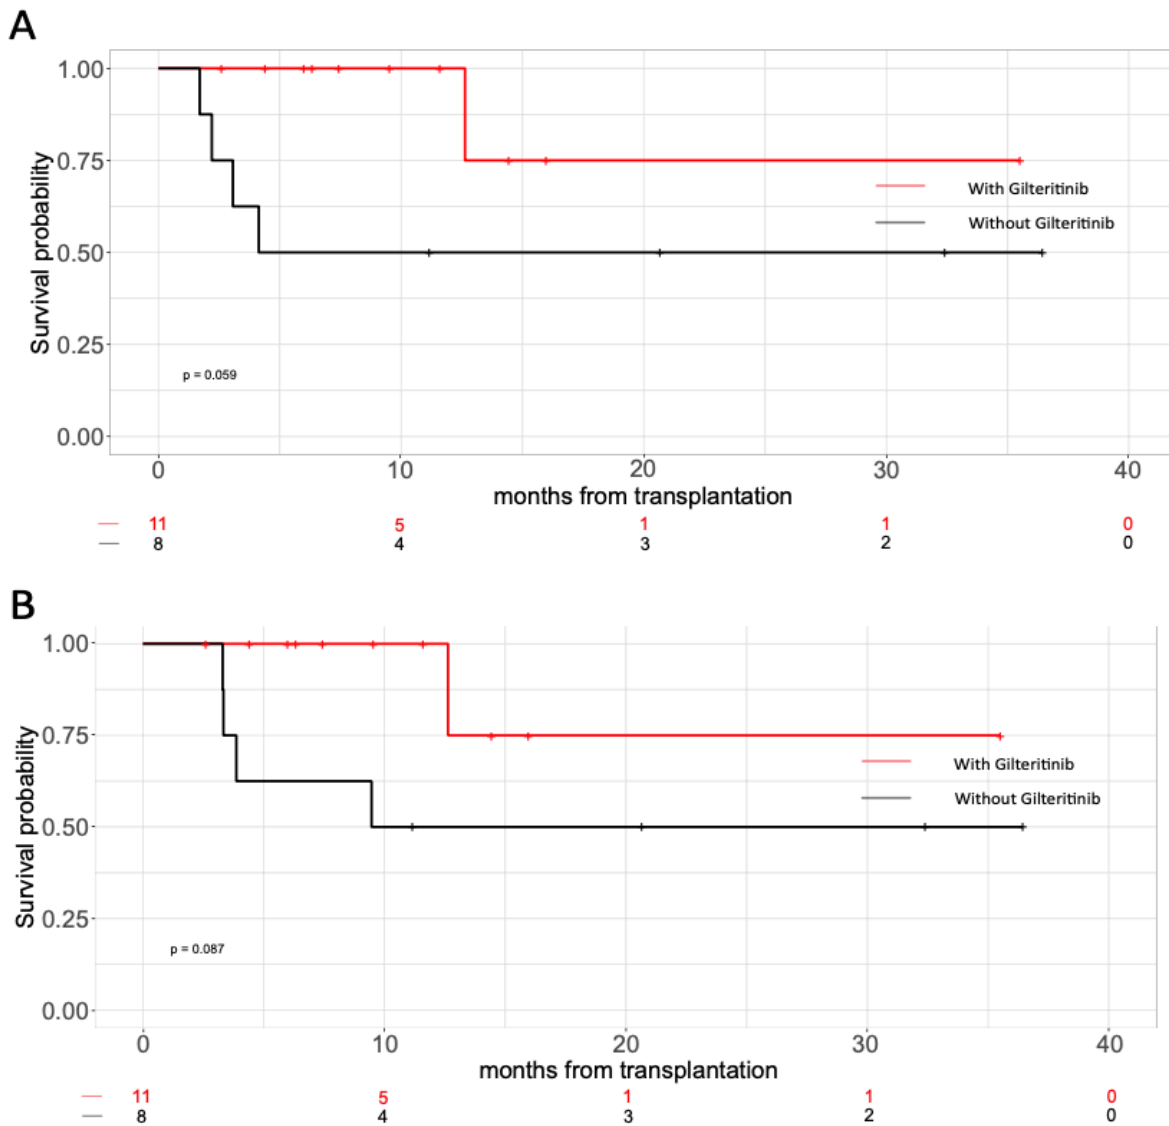 A
1.00
0.75
0.50
0.25
0.00
Survival probability
With Gilteritinib
Without Gilteritinib
p = 0.059
0 10 20 30 40
months from transplantation
11 5 1 1 0
8 4 3 2 0
B
1.00
0.75
0.50
0.25
0.00
Survival probability
With Gilteritinib
Without Gilteritinib
p = 0.087
0 10 20 30 40
months from transplantation
11 5 1 1 0
8 4 3 2 0